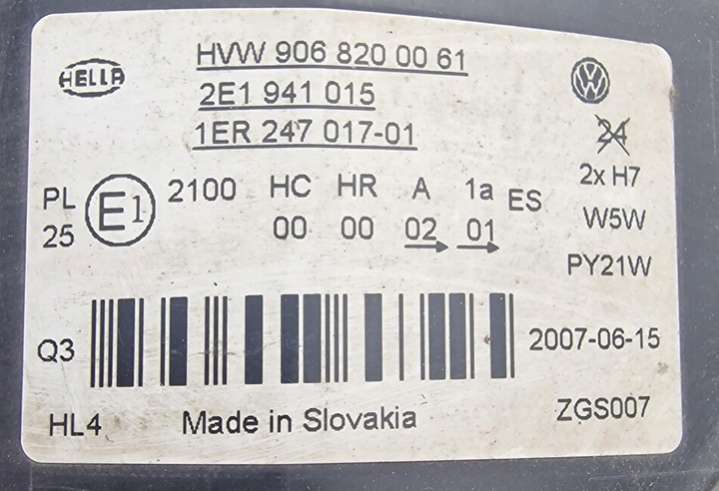 HELLA
HVW 906 820 00 61
2E1 941 015
1ER 247 017-01
24
2x H7
W5W
PY21W
PL
25
E1
2100 HC HR A 1a ES
00 00 02 01
Q3
2007-06-15
HL4 Made in Slovakia ZGS007